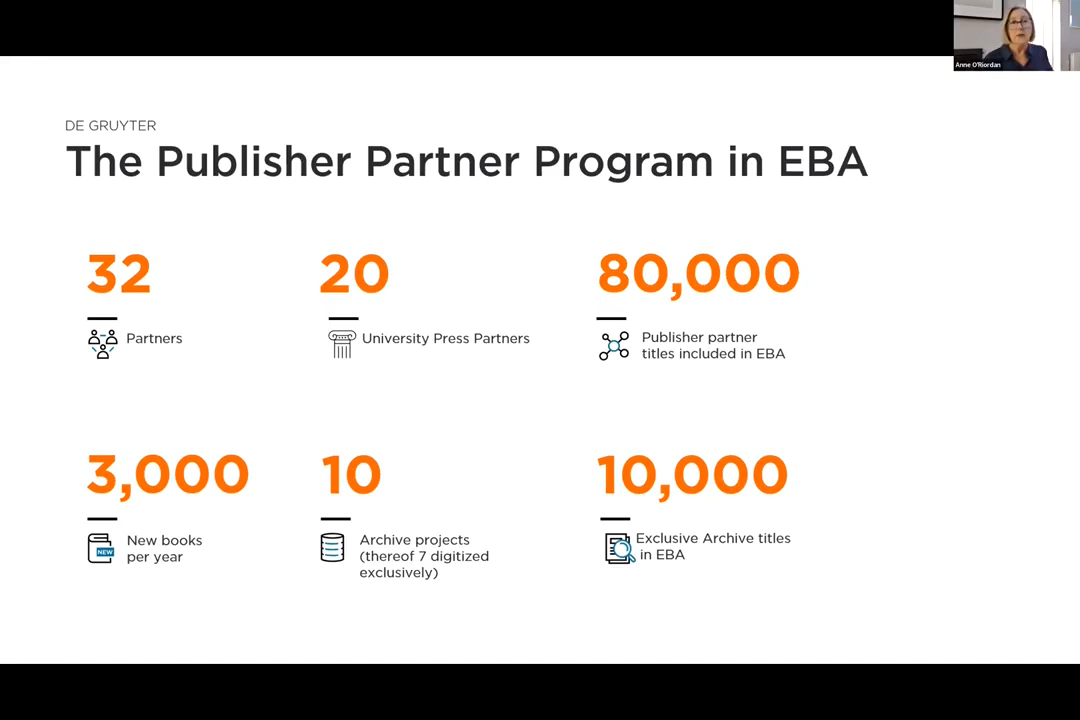 Anne O'Riordan
DE GRUYTER
The Publisher Partner Program in EBA
32
Partners
20
University Press Partners
80,000
Publisher partner
titles included in EBA
3,000
NEW
New books
per year
10
Archive projects
(thereof 7 digitized
exclusively)
10,000
Exclusive Archive titles
in EBA